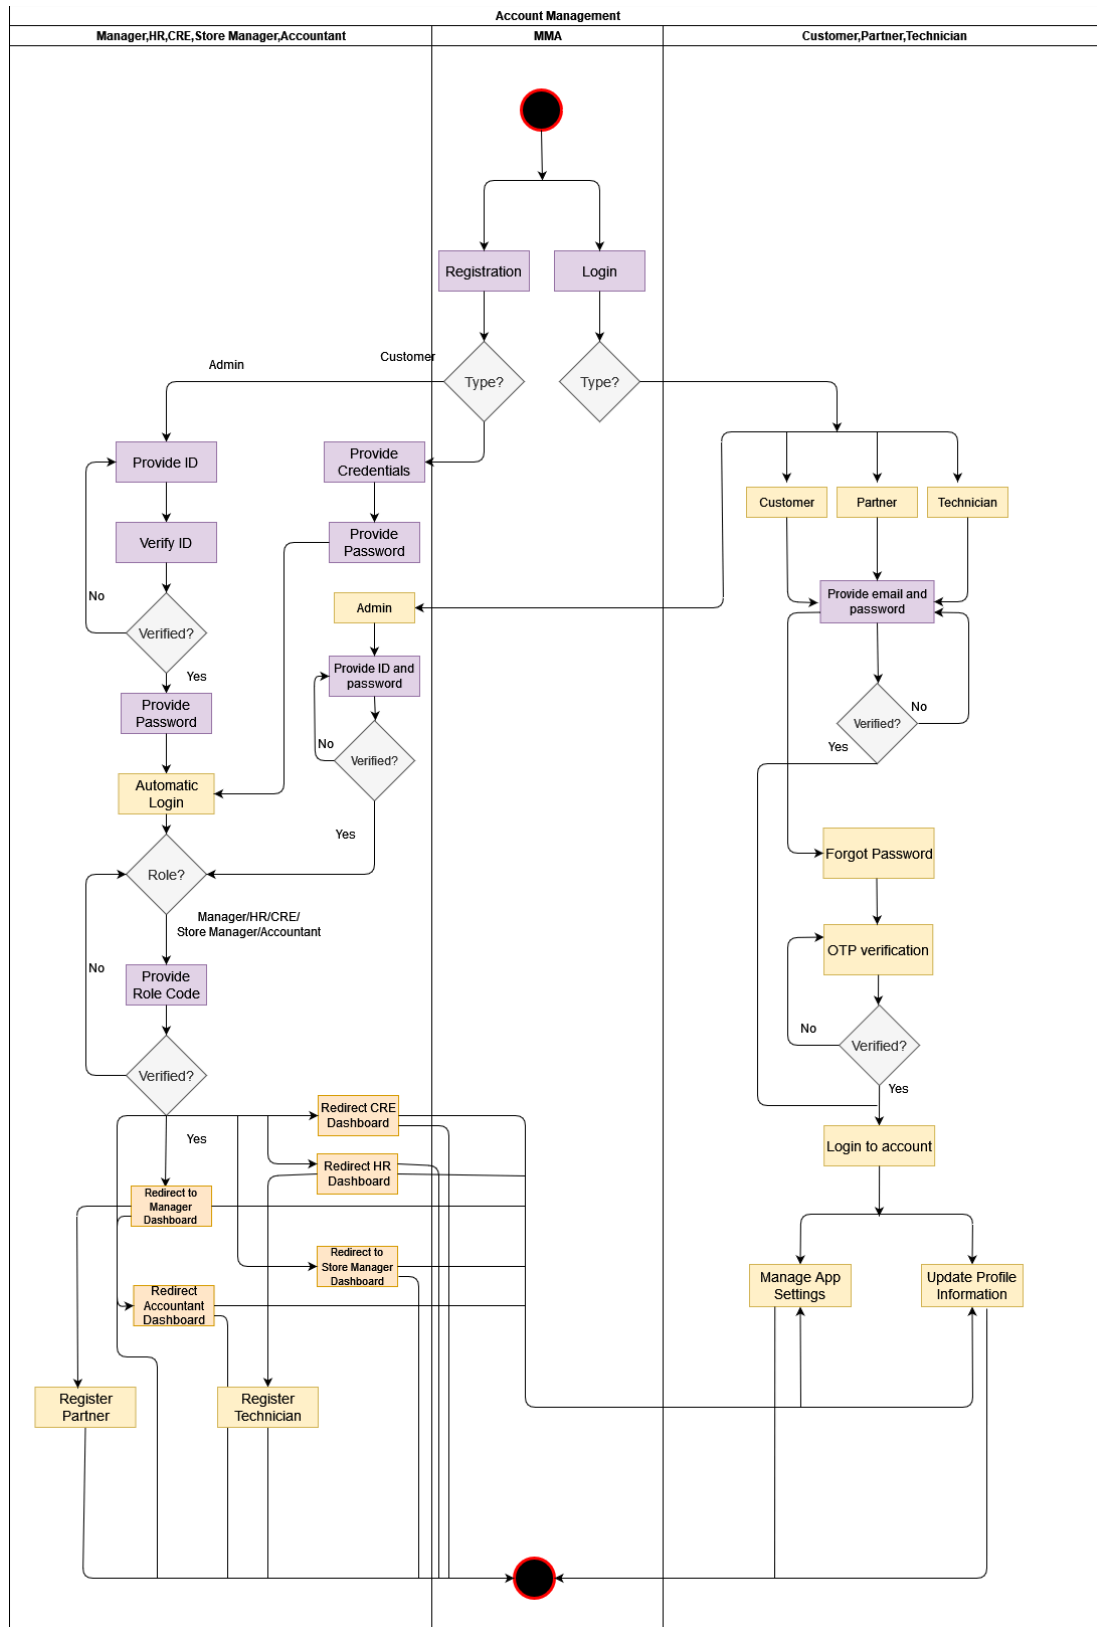 Account Management
Manager,HR,CRE,Store Manager,Accountant
MMA
Customer,Partner,Technician
Registration
Login
Admin
Customer
Type?
Type?
Provide ID
Provide
Credentials
Customer
Partner
Technician
Verify ID
Provide
Password
No
Admin
Provide email and
password
Verified?
Yes
Provide ID and
password
Provide
Password
No
Verified?
No
Verified?
Yes
Automatic
Login
Yes
Role?
Forgot Password
Manager/HR/CRE/
Store Manager/Accountant
OTP verification
No
Provide
Role Code
No
Verified?
Verified?
Yes
Redirect CRE
Dashboard
Yes
Login to account
Redirect HR
Dashboard
Redirect to
Manager
Dashboard
Redirect to
Store Manager
Dashboard
Manage App
Settings
Update Profile
Information
Redirect
Accountant
Dashboard
Register
Partner
Register
Technician